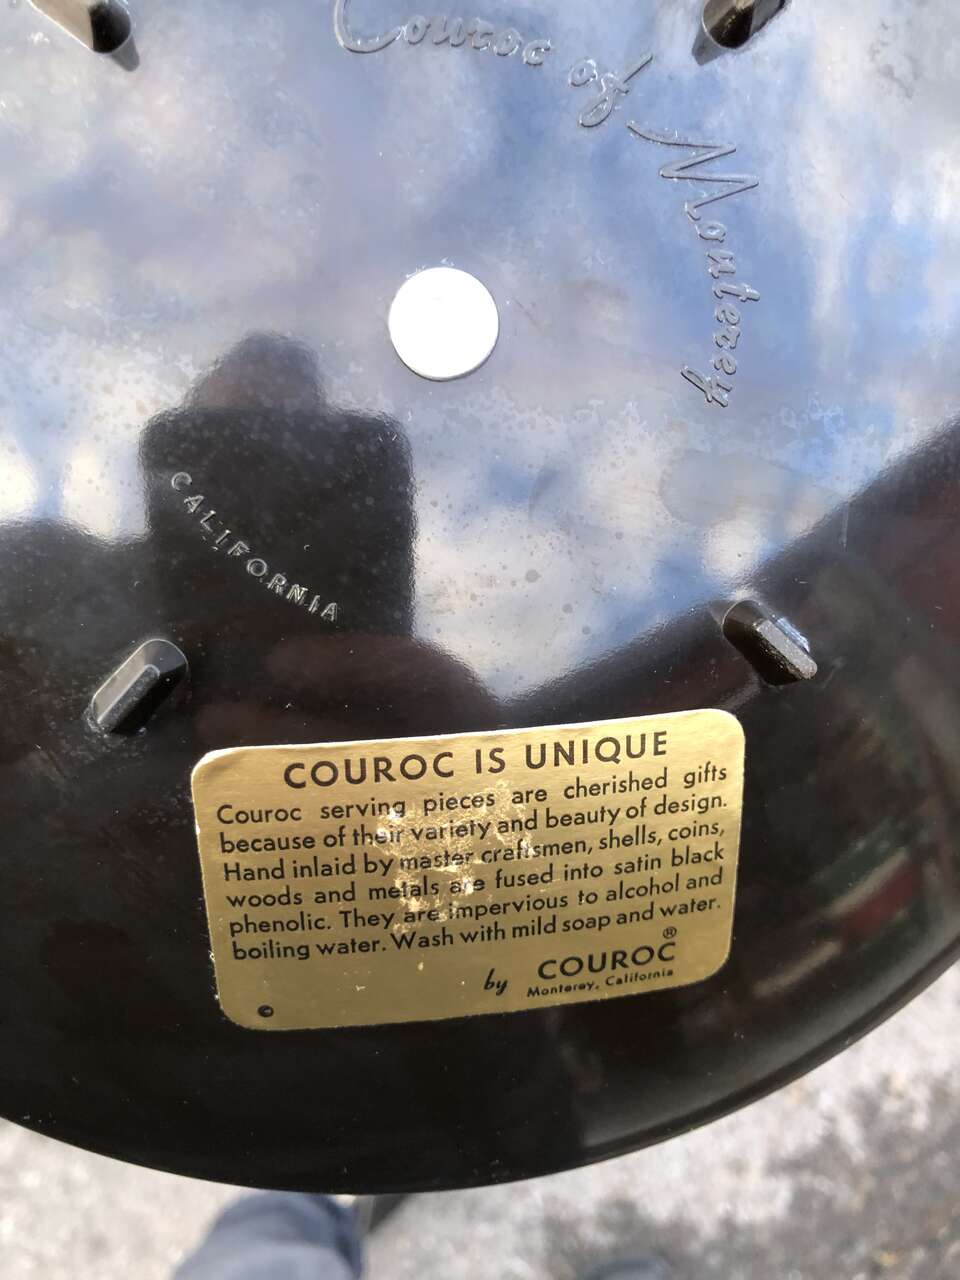 Couroc of Monterey
CALIFORNIA
COUROC IS UNIQUE
Couroc serving pieces are cherished gifts
because of their variety and beauty of design.
Hand inlaid by master craftsmen, shells, coins,
woods and metals are fused into satin black
phenolic. They are impervious to alcohol and
boiling water. Wash with mild soap and water.
by COUROC®
Monterey, California
©